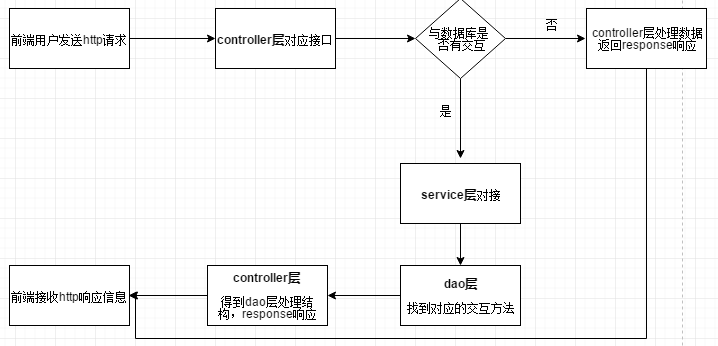 前端用户发送http请求
controller层对应接口
与数据库是
否有交互
否
controller层处理数据
返回response响应
是
service层对接
前端接收http响应信息
controller层
得到dao层处理结
构，response响应
dao层
找到对应的交互方法